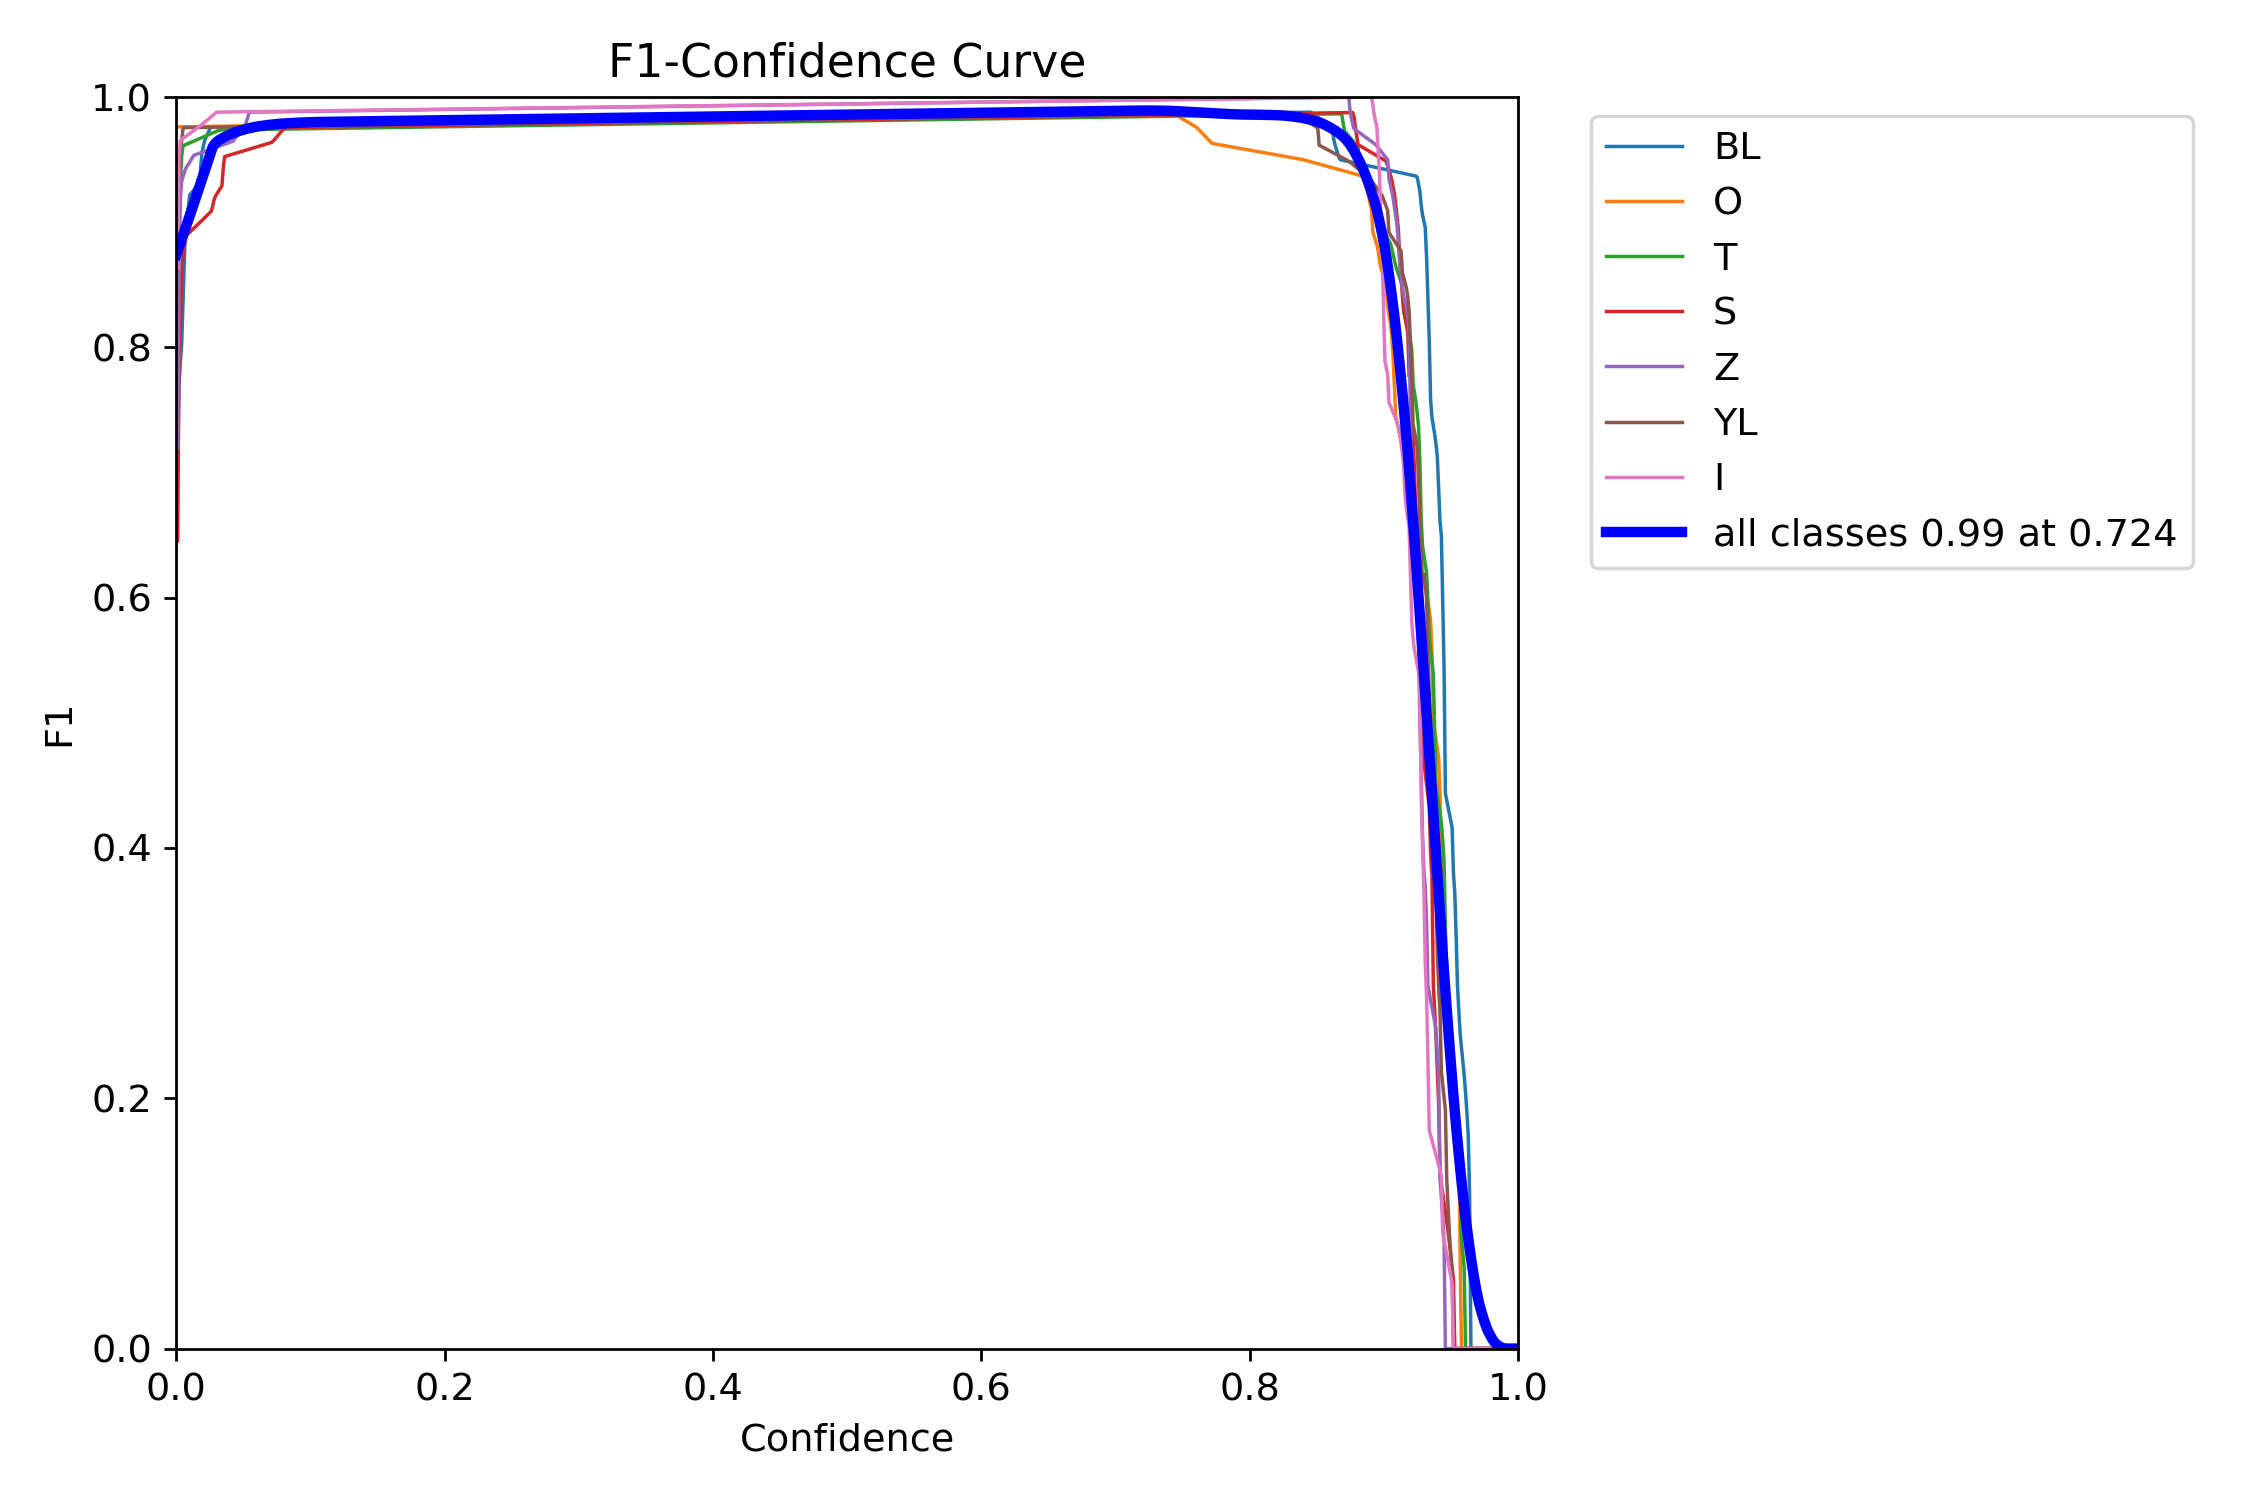 F1-Confidence Curve
1.0
0.8
0.6
0.4
0.2
0.0
F1
0.0 0.2 0.4 0.6 0.8 1.0
Confidence
BL
O
T
S
Z
YL
I
all classes 0.99 at 0.724